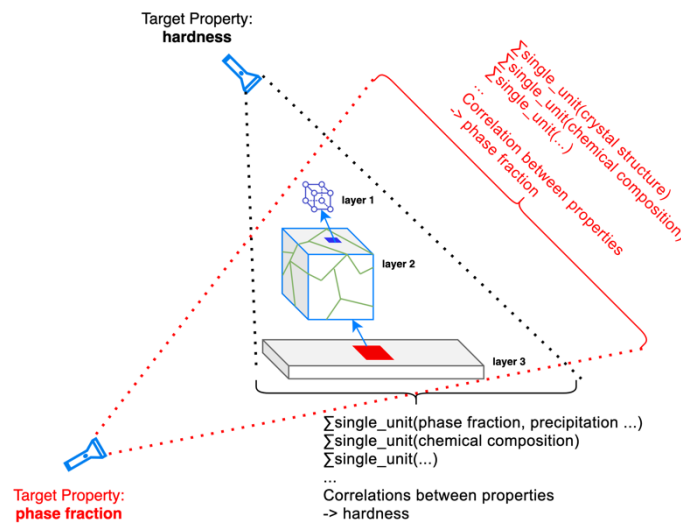 Target Property:
hardness
∑single_unit(crystal structure)
∑single_unit(chemical composition)
∑single_unit(...)
...
Correlation between properties
-> phase fraction
layer 1
layer 2
layer 3
∑single_unit(phase fraction, precipitation ...)
∑single_unit(chemical composition)
∑single_unit(...)
...
Correlations between properties
-> hardness
Target Property:
phase fraction